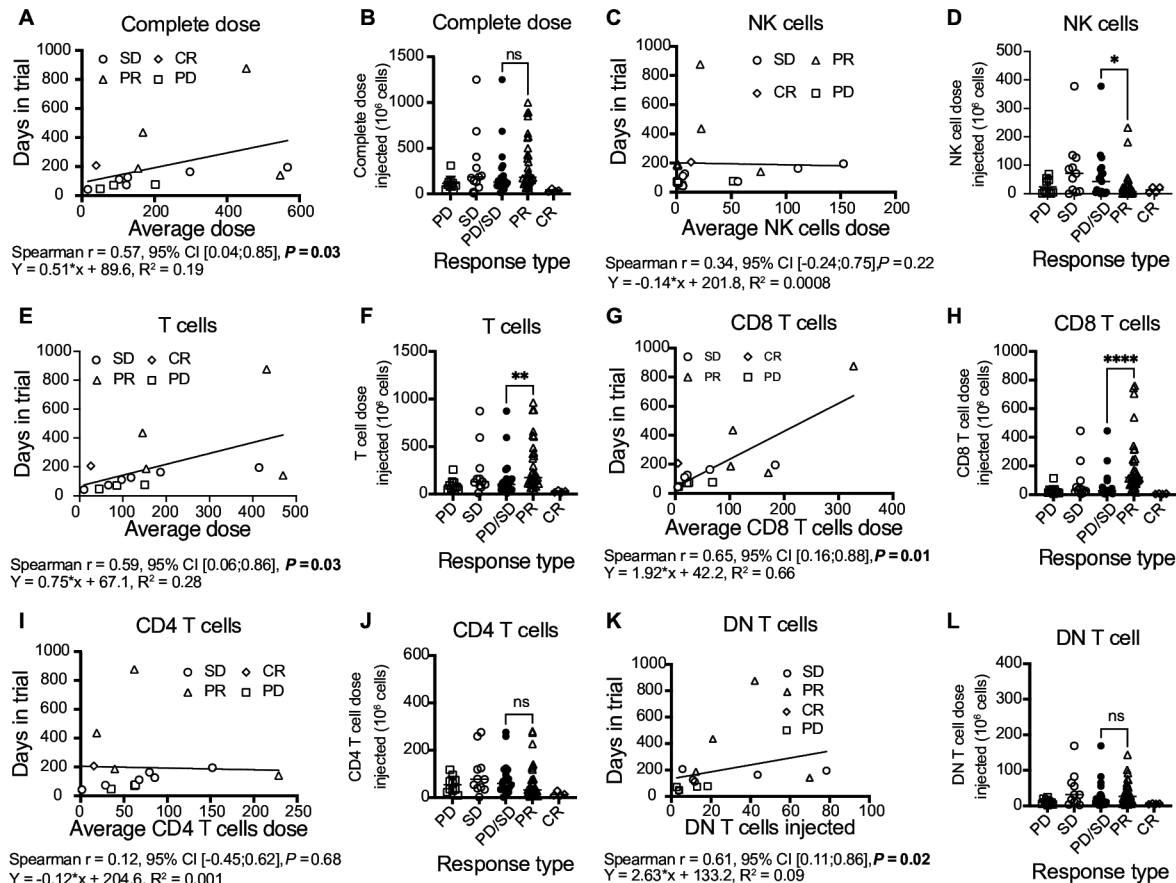 A
Complete dose
Days in trial
1000
800
600
400
200
0
SD
CR
PR
PD
0
200
400
600
Average dose
Spearman r = 0.57, 95% CI [0.04;0.85], P = 0.03
Y = 0.51*x + 89.6, R² = 0.19
B
Complete dose
Complete dose
injected (10⁶ cells)
1500
1000
500
0
ns
PD
SD
PD/SD
PR
CR
Response type
C
NK cells
Days in trial
1000
800
600
400
200
0
SD
PR
CR
PD
0
50
100
150
200
Average NK cells dose
Spearman r = 0.34, 95% CI [-0.24;0.75],P = 0.22
Y = -0.14*x + 201.8, R² = 0.0008
D
NK cells
NK cell dose
injected (10⁶ cells)
500
400
300
200
100
0
*
PD
SD
PD/SD
PR
CR
Response type
E
T cells
Days in trial
1000
800
600
400
200
0
SD
CR
PR
PD
0
100
200
300
400
500
Average dose
Spearman r = 0.59, 95% CI [0.06;0.86], P = 0.03
Y = 0.75*x + 67.1, R² = 0.28
F
T cells
T cell dose
injected (10⁶ cells)
1500
1000
500
0
**
PD
SD
PD/SD
PR
CR
Response type
G
CD8 T cells
Days in trial
1000
800
600
400
200
0
SD
CR
PR
PD
0
100
200
300
400
Average CD8 T cells dose
Spearman r = 0.65, 95% CI [0.16;0.88], P = 0.01
Y = 1.92*x + 42.2, R² = 0.66
H
CD8 T cells
CD8 T cell dose
injected (10⁶ cells)
1000
800
600
400
200
0
****
PD
SD
PD/SD
PR
CR
Response type
I
CD4 T cells
Days in trial
1000
800
600
400
200
0
SD
CR
PR
PD
0
50
100
150
200
250
Average CD4 T cells dose
Spearman r = 0.12, 95% CI [-0.45;0.62], P = 0.68
Y = -0.12*x + 204.6, R² = 0.001
J
CD4 T cells
CD4 T cell dose
injected (10⁶ cells)
600
400
200
0
ns
PD
SD
PD/SD
PR
CR
Response type
K
DN T cells
Days in trial
1000
800
600
400
200
0
SD
PR
CR
PD
0
20
40
60
80
100
DN T cells injected
Spearman r = 0.61, 95% CI [0.11;0.86], P = 0.02
Y = 2.63*x + 133.2, R² = 0.09
L
DN T cell
DN T cell dose
injected (10⁶ cells)
400
300
200
100
0
ns
PD
SD
PD/SD
PR
CR
Response type